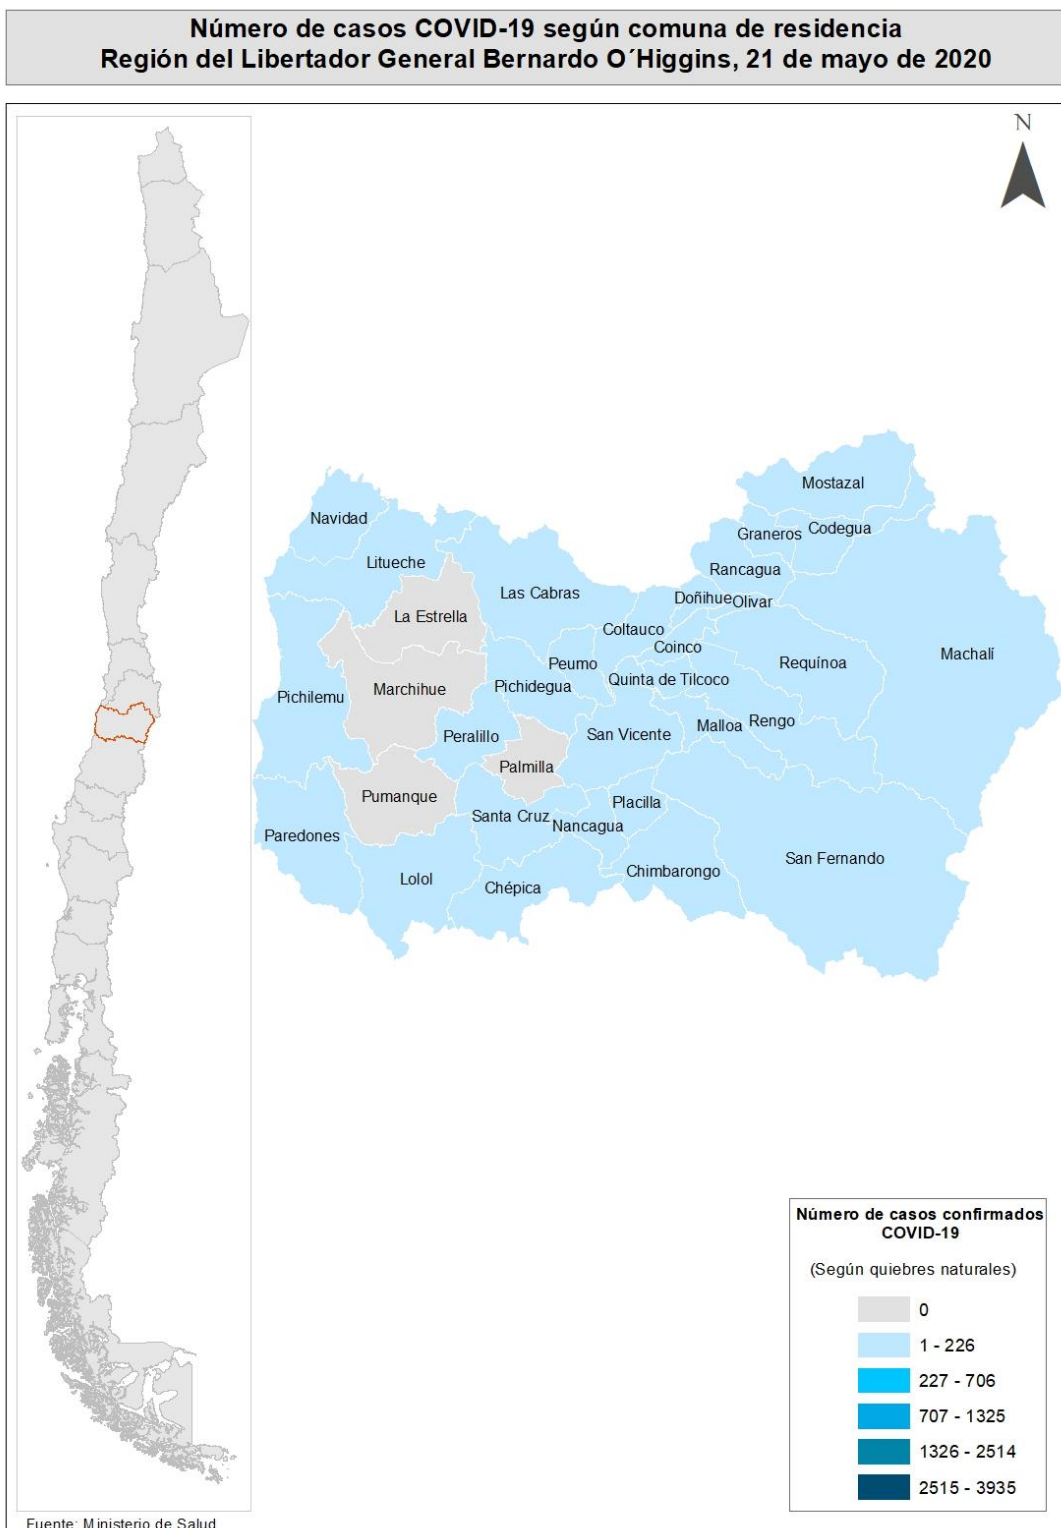 Número de casos COVID-19 según comuna de residencia
Región del Libertador General Bernardo O´Higgins, 21 de mayo de 2020
N
Mostazal
Navidad
Graneros
Codegua
Litueche
Rancagua
Las Cabras
Doñihue
Olivar
La Estrella
Coltauco
Coinco
Machalí
Peumo
Requínoa
Quinta de Tilcoco
Marchihue
Pichidegua
Pichilemu
Malloa
Rengo
Peralillo
San Vicente
Palmilla
Pumanque
Placilla
Santa Cruz
Nancagua
Paredones
San Fernando
Chimbarongo
Lolol
Chépica
Número de casos confirmados
COVID-19
(Según quiebres naturales)
0
1 - 226
227 - 706
707 - 1325
1326 - 2514
2515 - 3935
Fuente: Ministerio de Salud